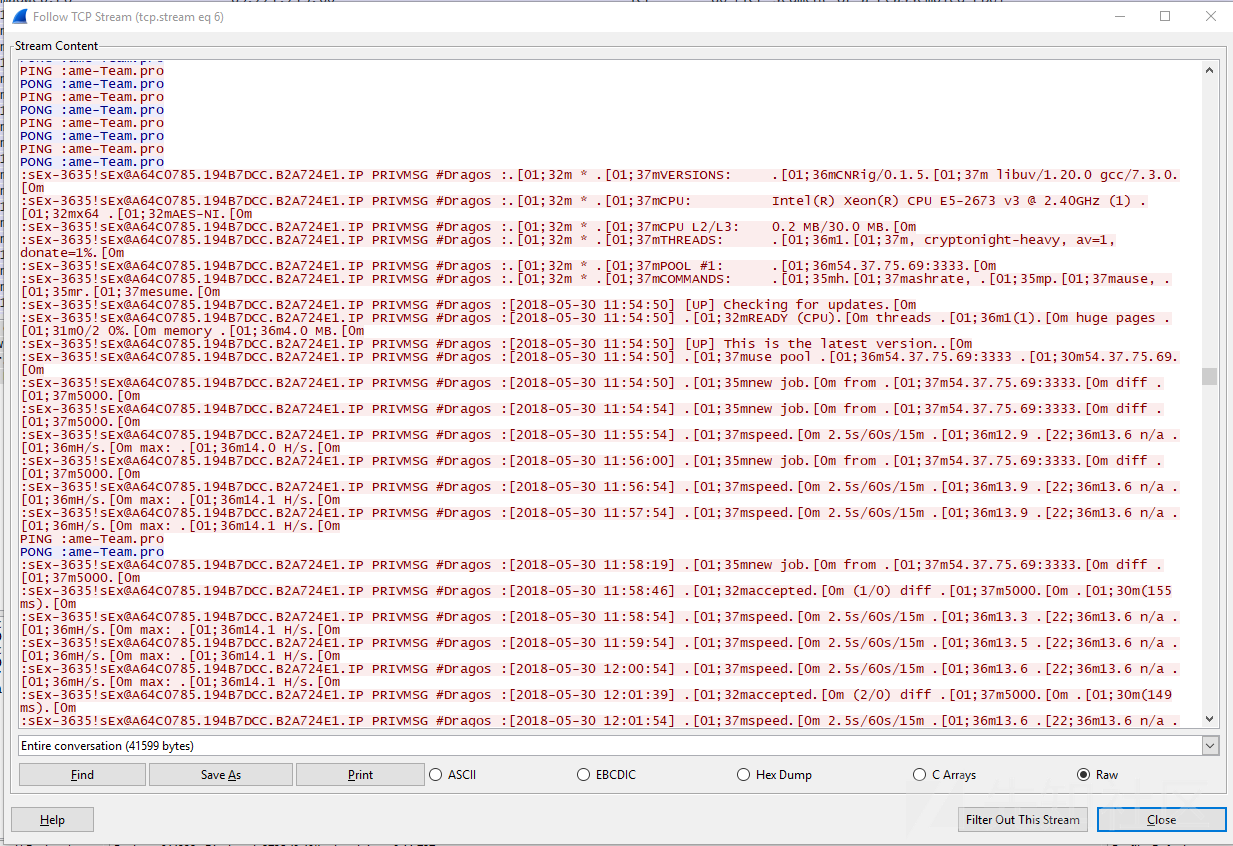 Follow TCP Stream (tcp.stream eq 6)
Stream Content
PING :ame-Team.pro
PONG :ame-Team.pro
PING :ame-Team.pro
PONG :ame-Team.pro
PING :ame-Team.pro
PONG :ame-Team.pro
PING :ame-Team.pro
PONG :ame-Team.pro
:sEx-3635!sEx@A64C0785.194B7DCC.B2A724E1.IP PRIVMSG #Dragos :.[01;32m * .[01;37mVERSIONS:     .[01;36mCNRig/0.1.5.[01;37m libuv/1.20.0 gcc/7.3.0.
[0m
:sEx-3635!sEx@A64C0785.194B7DCC.B2A724E1.IP PRIVMSG #Dragos :.[01;32m * .[01;37mCPU:          Intel(R) Xeon(R) CPU E5-2673 v3 @ 2.40GHz (1) .
[01;32mx64 .[01;32mAES-NI.[0m
:sEx-3635!sEx@A64C0785.194B7DCC.B2A724E1.IP PRIVMSG #Dragos :.[01;32m * .[01;37mCPU L2/L3:    0.2 MB/30.0 MB.[0m
:sEx-3635!sEx@A64C0785.194B7DCC.B2A724E1.IP PRIVMSG #Dragos :.[01;32m * .[01;37mTHREADS:      .[01;36m1.[01;37m, cryptonight-heavy, av=1,
donate=1%.[0m
:sEx-3635!sEx@A64C0785.194B7DCC.B2A724E1.IP PRIVMSG #Dragos :.[01;32m * .[01;37mPOOL #1:      .[01;36m54.37.75.69:3333.[0m
:sEx-3635!sEx@A64C0785.194B7DCC.B2A724E1.IP PRIVMSG #Dragos :.[01;32m * .[01;37mCOMMANDS:     .[01;35mh.[01;37mashrate, .[01;35mp.[01;37mause, .
[01;35mr.[01;37mesume.[0m
:sEx-3635!sEx@A64C0785.194B7DCC.B2A724E1.IP PRIVMSG #Dragos :[2018-05-30 11:54:50] [UP] Checking for updates.[0m
:sEx-3635!sEx@A64C0785.194B7DCC.B2A724E1.IP PRIVMSG #Dragos :[2018-05-30 11:54:50] .[01;32mREADY (CPU).[0m threads .[01;36m1(1).[0m huge pages .
[01;31m0/2 0%.[0m memory .[01;36m4.0 MB.[0m
:sEx-3635!sEx@A64C0785.194B7DCC.B2A724E1.IP PRIVMSG #Dragos :[2018-05-30 11:54:50] [UP] This is the latest version..[0m
:sEx-3635!sEx@A64C0785.194B7DCC.B2A724E1.IP PRIVMSG #Dragos :[2018-05-30 11:54:50] .[01;37muse pool .[01;36m54.37.75.69:3333 .[01;30m54.37.75.69.
[0m
:sEx-3635!sEx@A64C0785.194B7DCC.B2A724E1.IP PRIVMSG #Dragos :[2018-05-30 11:54:50] .[01;35mnew job.[0m from .[01;37m54.37.75.69:3333.[0m diff .
[01;37m5000.[0m
:sEx-3635!sEx@A64C0785.194B7DCC.B2A724E1.IP PRIVMSG #Dragos :[2018-05-30 11:54:54] .[01;35mnew job.[0m from .[01;37m54.37.75.69:3333.[0m diff .
[01;37m5000.[0m
:sEx-3635!sEx@A64C0785.194B7DCC.B2A724E1.IP PRIVMSG #Dragos :[2018-05-30 11:55:54] .[01;37mspeed.[0m 2.5s/60s/15m .[01;36m12.9 .[22;36m13.6 n/a .
[01;36mH/s.[0m max: .[01;36m14.0 H/s.[0m
:sEx-3635!sEx@A64C0785.194B7DCC.B2A724E1.IP PRIVMSG #Dragos :[2018-05-30 11:56:00] .[01;35mnew job.[0m from .[01;37m54.37.75.69:3333.[0m diff .
[01;37m5000.[0m
:sEx-3635!sEx@A64C0785.194B7DCC.B2A724E1.IP PRIVMSG #Dragos :[2018-05-30 11:56:54] .[01;37mspeed.[0m 2.5s/60s/15m .[01;36m13.9 .[22;36m13.6 n/a .
[01;36mH/s.[0m max: .[01;36m14.1 H/s.[0m
:sEx-3635!sEx@A64C0785.194B7DCC.B2A724E1.IP PRIVMSG #Dragos :[2018-05-30 11:57:54] .[01;37mspeed.[0m 2.5s/60s/15m .[01;36m13.9 .[22;36m13.6 n/a .
[01;36mH/s.[0m max: .[01;36m14.1 H/s.[0m
PING :ame-Team.pro
PONG :ame-Team.pro
:sEx-3635!sEx@A64C0785.194B7DCC.B2A724E1.IP PRIVMSG #Dragos :[2018-05-30 11:58:19] .[01;35mnew job.[0m from .[01;37m54.37.75.69:3333.[0m diff .
[01;37m5000.[0m
:sEx-3635!sEx@A64C0785.194B7DCC.B2A724E1.IP PRIVMSG #Dragos :[2018-05-30 11:58:46] .[01;32maccepted.[0m (1/0) diff .[01;37m5000.[0m .[01;30m(155
ms).[0m
:sEx-3635!sEx@A64C0785.194B7DCC.B2A724E1.IP PRIVMSG #Dragos :[2018-05-30 11:58:54] .[01;37mspeed.[0m 2.5s/60s/15m .[01;36m13.3 .[22;36m13.6 n/a .
[01;36mH/s.[0m max: .[01;36m14.1 H/s.[0m
:sEx-3635!sEx@A64C0785.194B7DCC.B2A724E1.IP PRIVMSG #Dragos :[2018-05-30 11:59:54] .[01;37mspeed.[0m 2.5s/60s/15m .[01;36m13.5 .[22;36m13.6 n/a .
[01;36mH/s.[0m max: .[01;36m14.1 H/s.[0m
:sEx-3635!sEx@A64C0785.194B7DCC.B2A724E1.IP PRIVMSG #Dragos :[2018-05-30 12:00:54] .[01;37mspeed.[0m 2.5s/60s/15m .[01;36m13.6 .[22;36m13.6 n/a .
[01;36mH/s.[0m max: .[01;36m14.1 H/s.[0m
:sEx-3635!sEx@A64C0785.194B7DCC.B2A724E1.IP PRIVMSG #Dragos :[2018-05-30 12:01:39] .[01;32maccepted.[0m (2/0) diff .[01;37m5000.[0m .[01;30m(149
ms).[0m
:sEx-3635!sEx@A64C0785.194B7DCC.B2A724E1.IP PRIVMSG #Dragos :[2018-05-30 12:01:54] .[01;37mspeed.[0m 2.5s/60s/15m .[01;36m13.6 .[22;36m13.6 n/a .
Entire conversation (41599 bytes)
Find
Save As
Print
ASCII
EBCDIC
Hex Dump
C Arrays
Raw
Help
Filter Out This Stream
Close